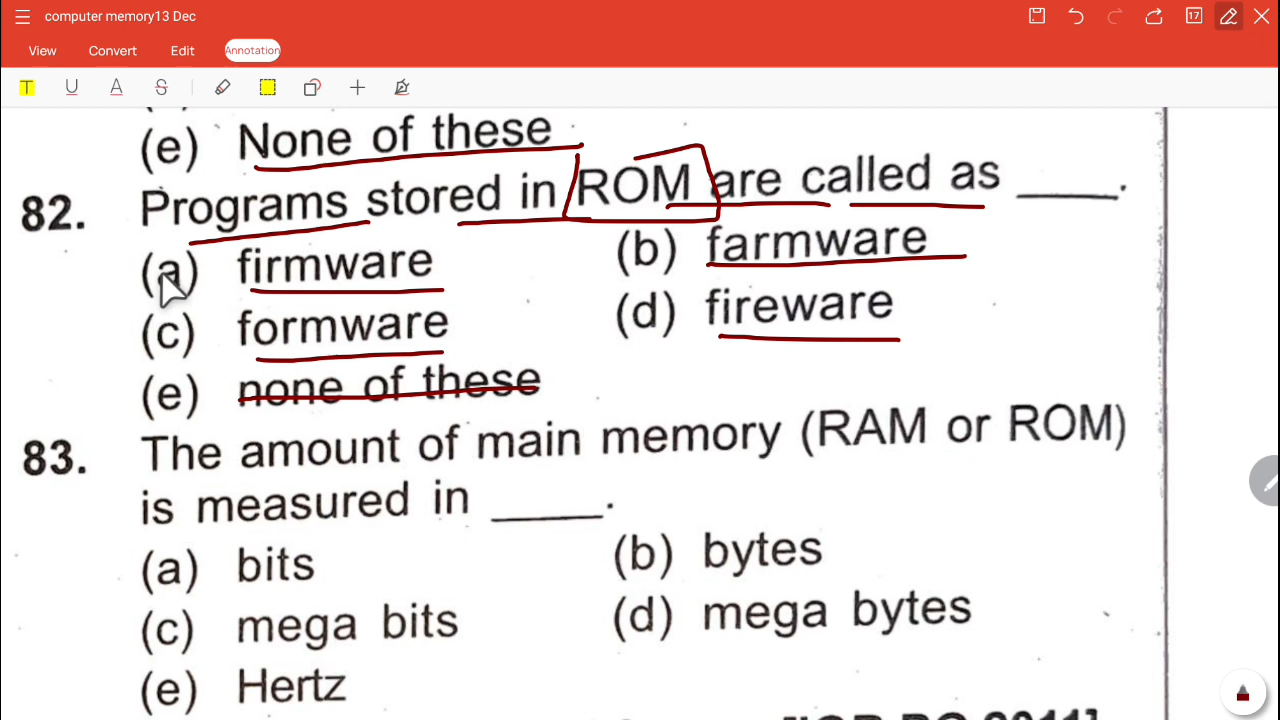 computer memory13 Dec
17
View Convert Edit Annotation
T U A S
(e) None of these
82. Programs stored in ROM are called as ____.
(a) firmware (b) farmware
(c) formware (d) fireware
(e) none of these
83. The amount of main memory (RAM or ROM)
is measured in ____.
(a) bits (b) bytes
(c) mega bits (d) mega bytes
(e) Hertz